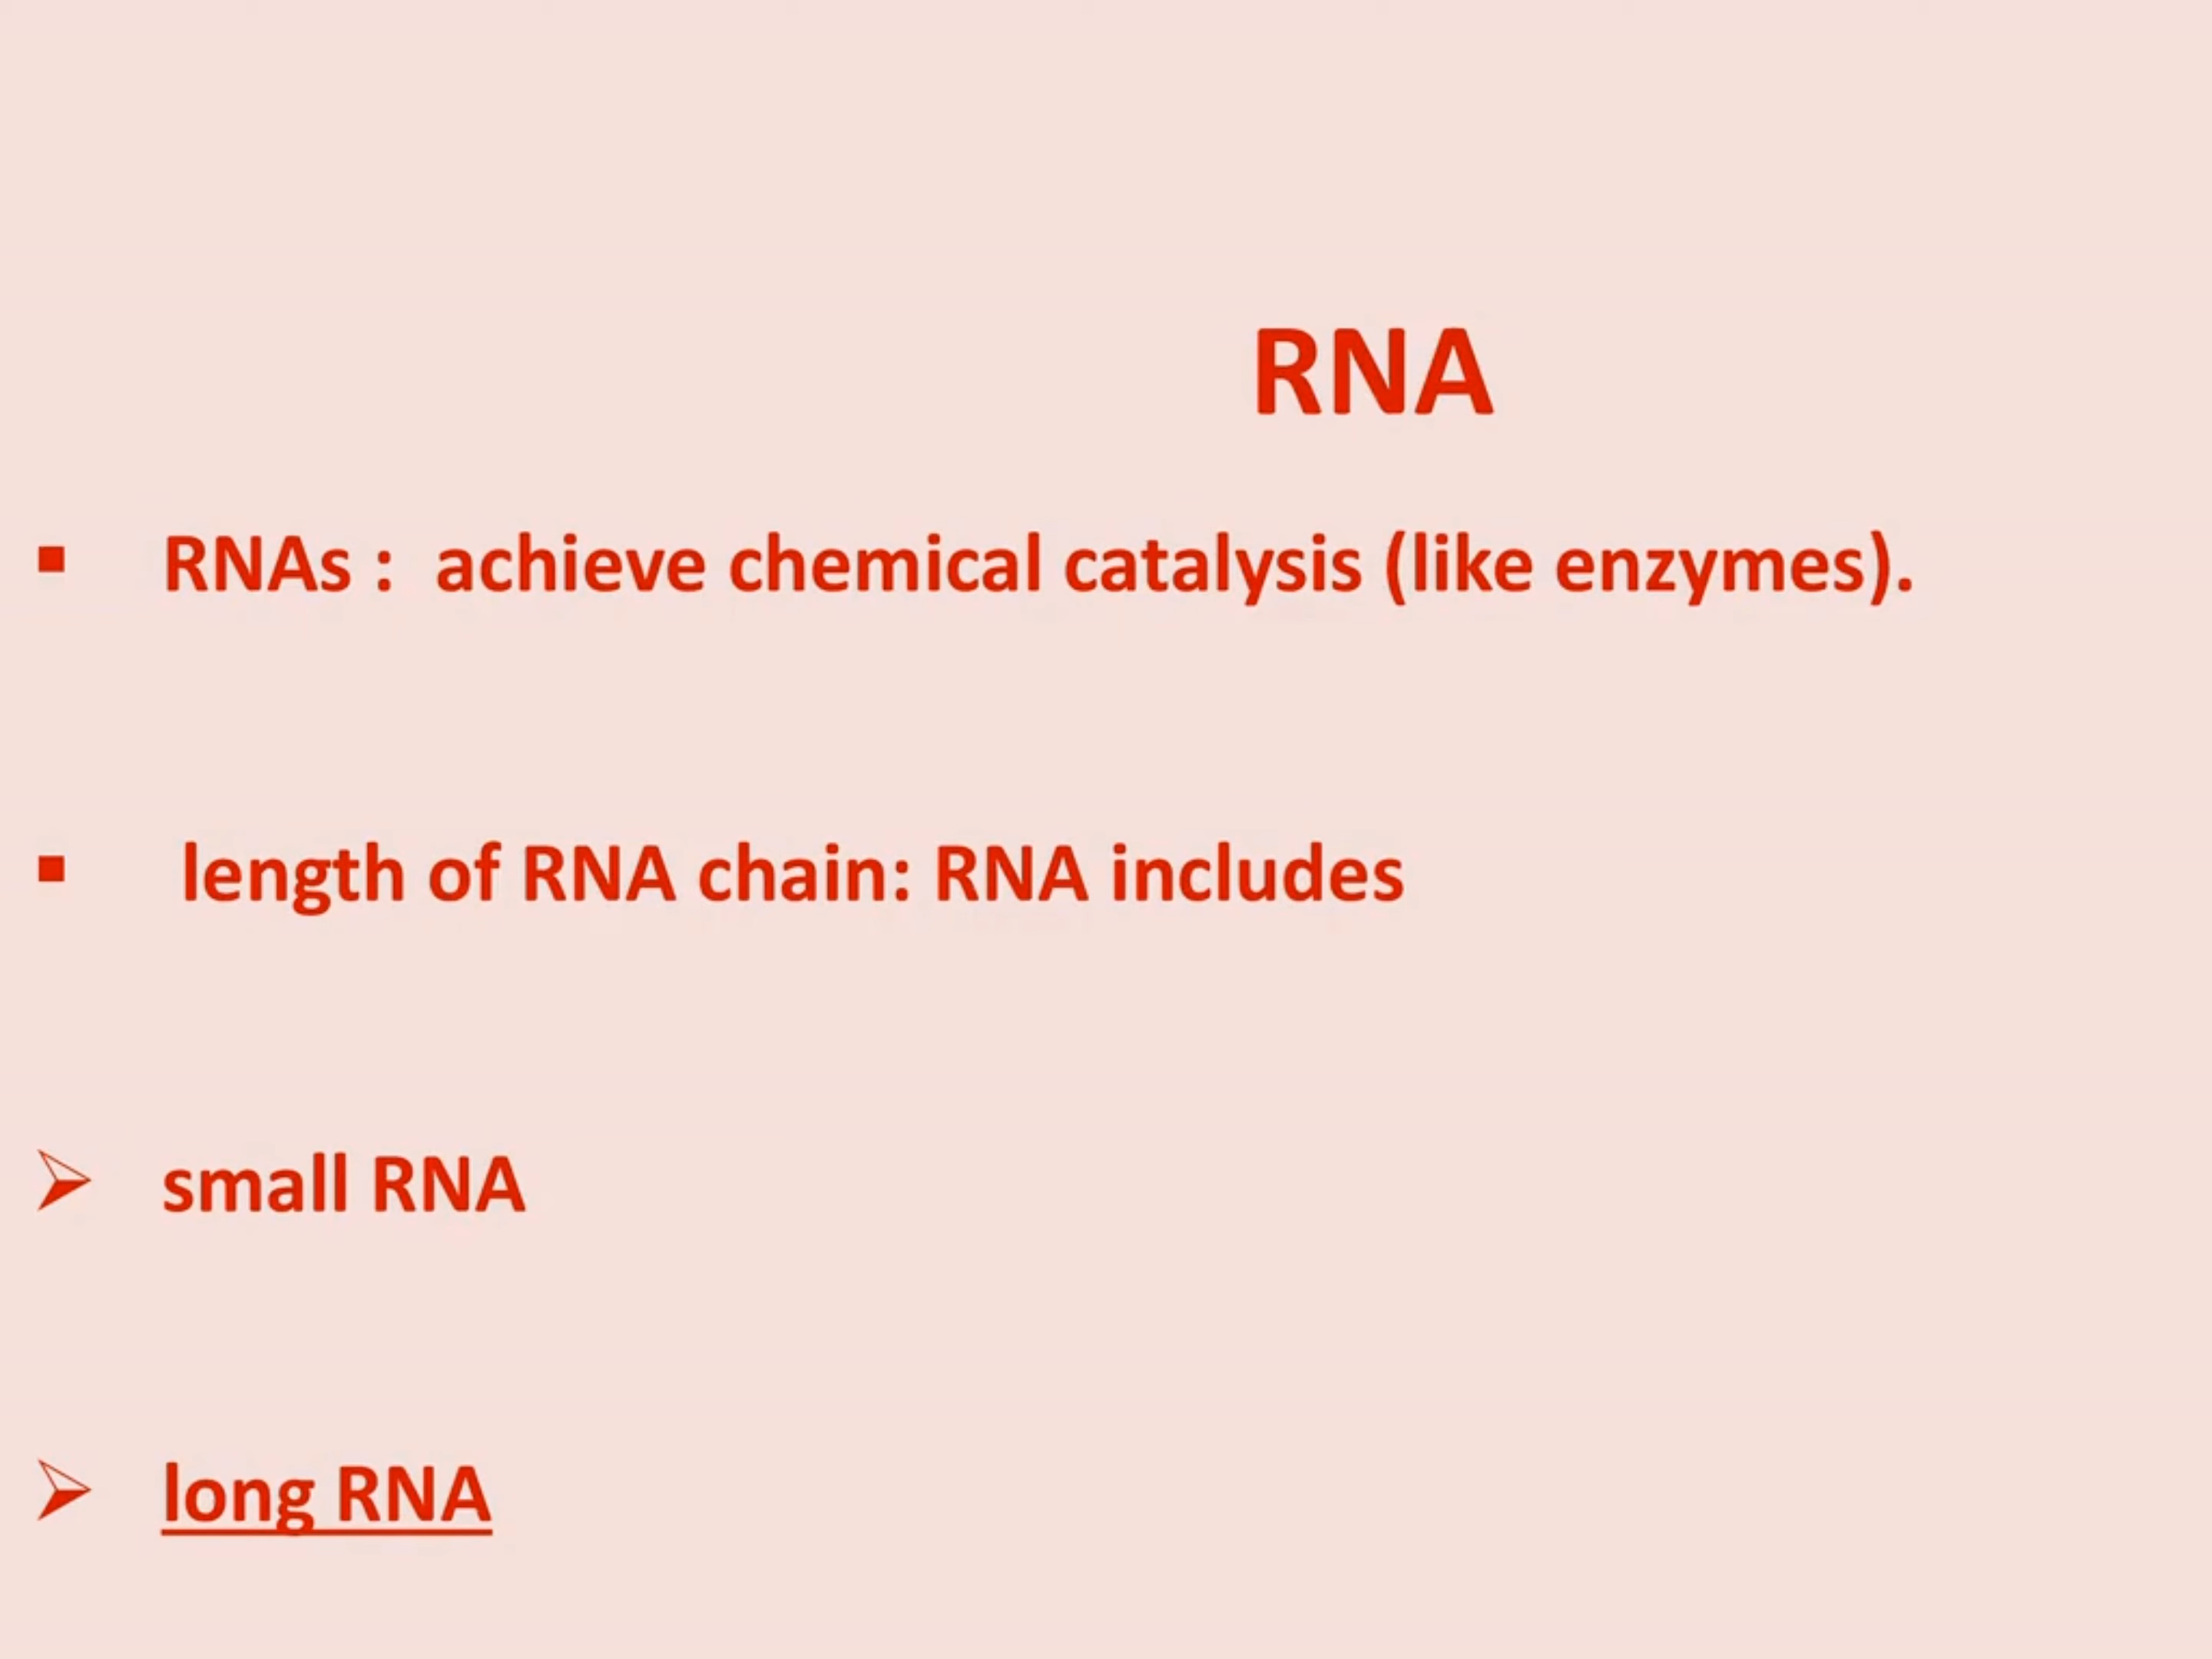 RNA
▪ RNAs :  achieve chemical catalysis (like enzymes).
▪ length of RNA chain: RNA includes
➢ small RNA
➢ long RNA